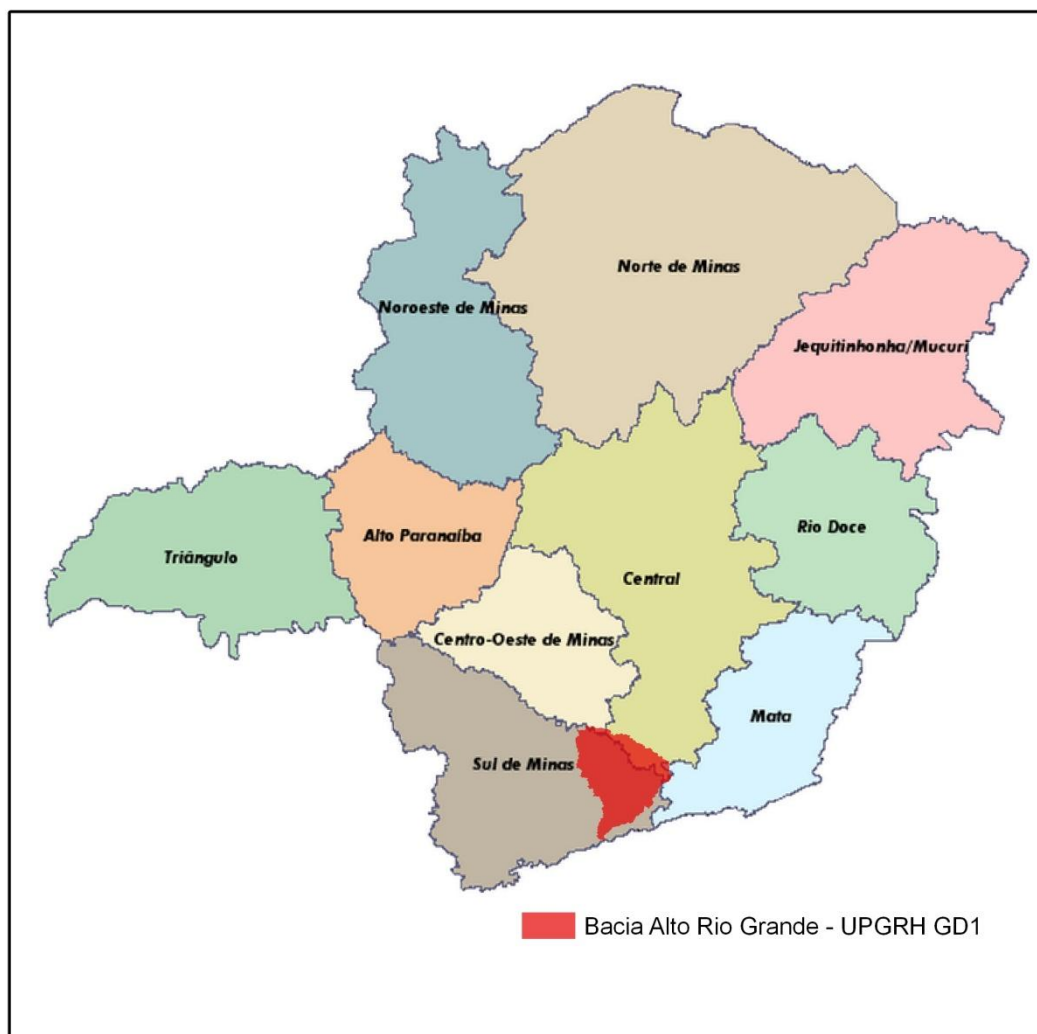 Norte de Minas
Noroeste de Minas
Jequitinhonha/Mucuri
Rio Doce
Alto Paranaíba
Triângulo
Central
Centro-Oeste de Minas
Mata
Sul de Minas
Bacia Alto Rio Grande - UPGRH GD1